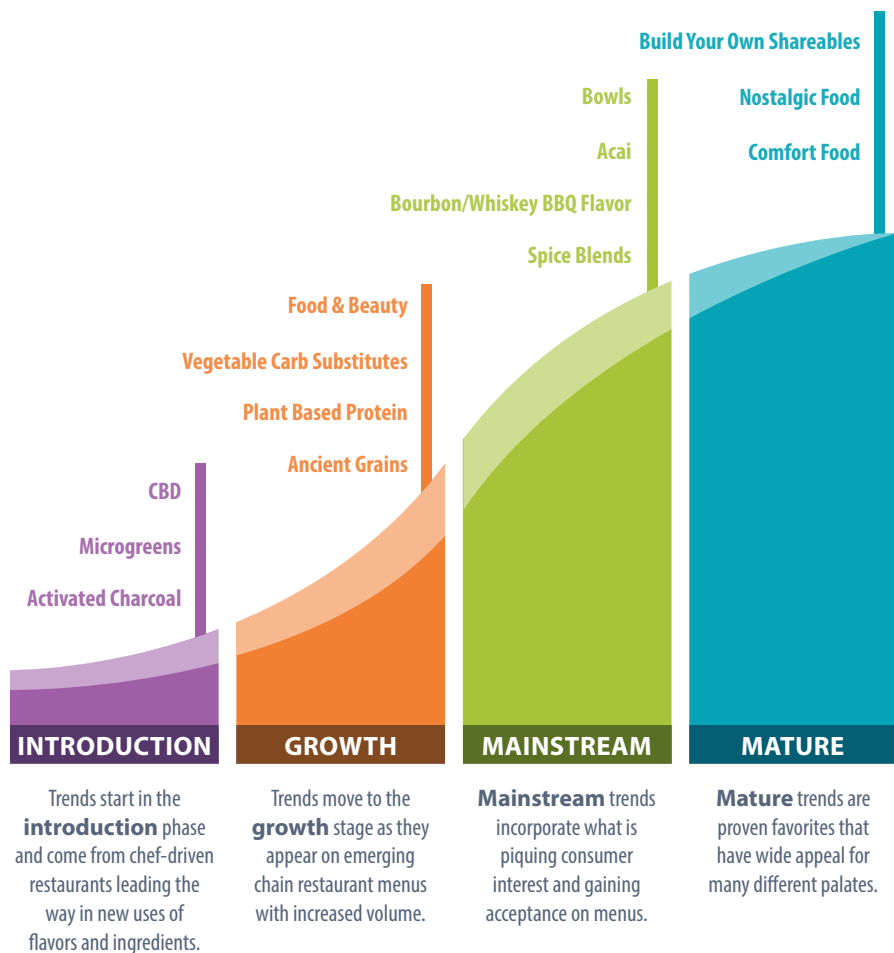 Build Your Own Shareables
Nostalgic Food
Comfort Food
Bowls
Acai
Bourbon/Whiskey BBQ Flavor
Spice Blends
Food & Beauty
Vegetable Carb Substitutes
Plant Based Protein
Ancient Grains
CBD
Microgreens
Activated Charcoal
INTRODUCTION
GROWTH
MAINSTREAM
MATURE
Trends start in the
introduction phase
and come from chef-driven
restaurants leading the
way in new uses of
flavors and ingredients.
Trends move to the
growth stage as they
appear on emerging
chain restaurant menus
with increased volume.
Mainstream trends
incorporate what is
piquing consumer
interest and gaining
acceptance on menus.
Mature trends are
proven favorites that
have wide appeal for
many different palates.